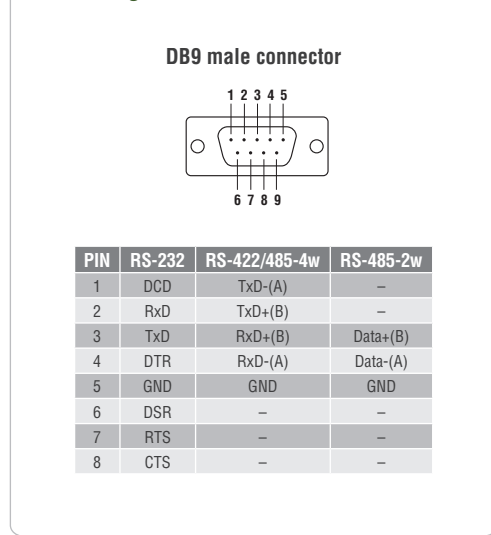 DB9 male connector
1 2 3 4 5
6 7 8 9
PIN RS-232 RS-422/485-4w RS-485-2w
1 DCD TxD-(A) –
2 RxD TxD+(B) –
3 TxD RxD+(B) Data+(B)
4 DTR RxD-(A) Data-(A)
5 GND GND GND
6 DSR – –
7 RTS – –
8 CTS – –